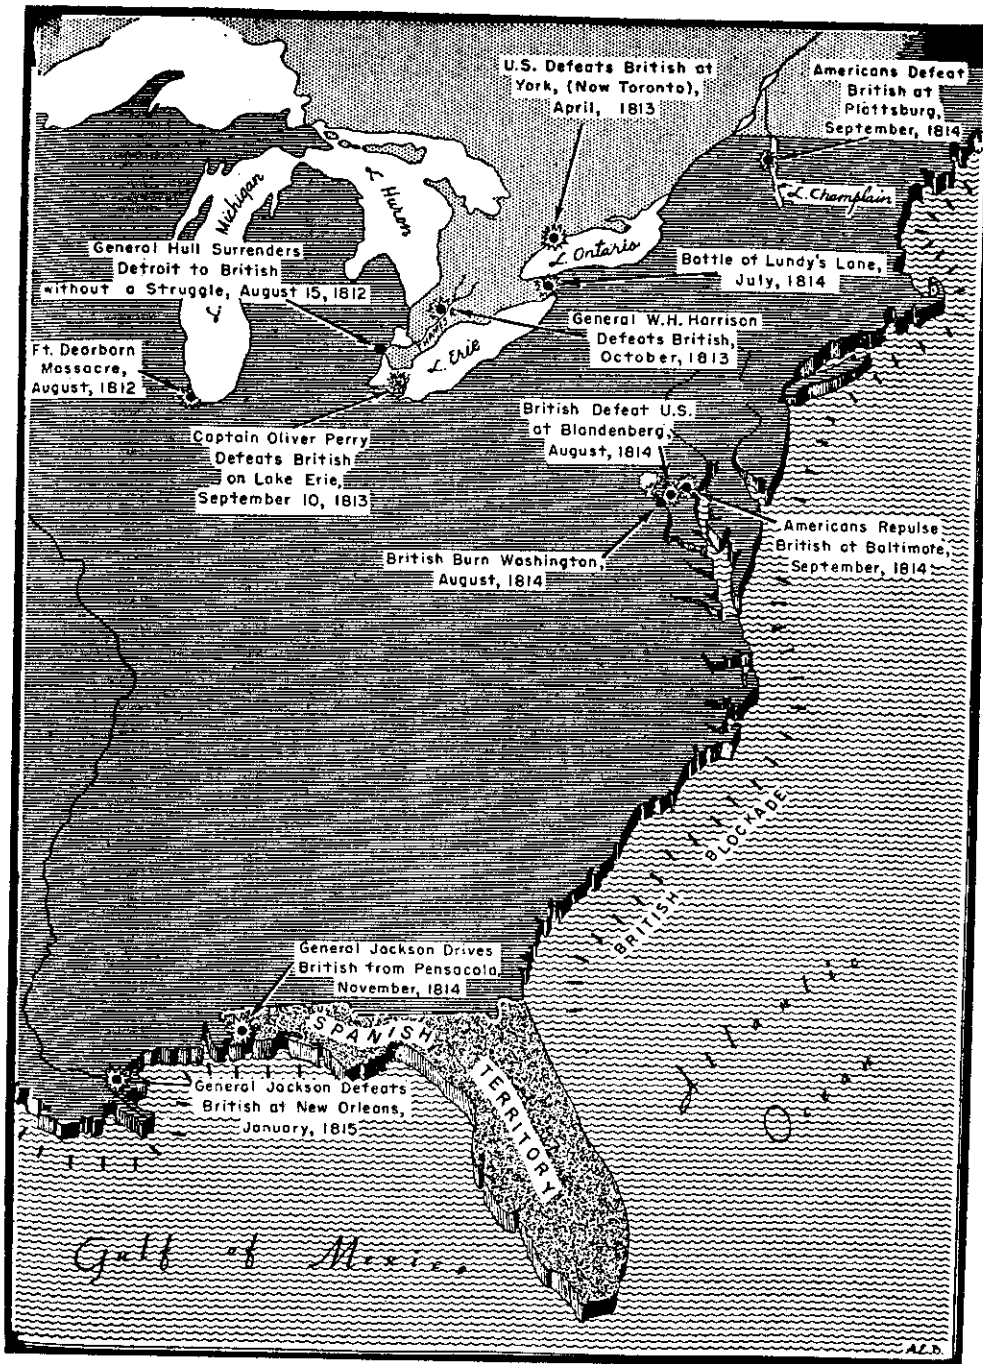 U.S. Defeats British at
York, (Now Toronto),
April, 1813
Americans Defeat
British at
Plattsburg,
September, 1814
L. Champlain
L. Michigan
L. Huron
General Hull Surrenders
Detroit to British
without a Struggle, August 15, 1812
L. Ontario
Battle of Lundy's Lane,
July, 1814
General W.H. Harrison
Defeats British,
October, 1813
L. Erie
Ft. Dearborn
Massacre,
August, 1812
British Defeat U.S.
at Blandenberg,
August, 1814
Captain Oliver Perry
Defeats British
on Lake Erie,
September 10, 1813
Americans Repulse
British at Baltimore,
September, 1814
British Burn Washington,
August, 1814
BRITISH BLOCKADE
General Jackson Drives
British from Pensacola,
November, 1814
SPANISH
TERRITORY
Atlantic
Ocean
General Jackson Defeats
British at New Orleans,
January, 1815
Gulf of Mexico
A.L.B.